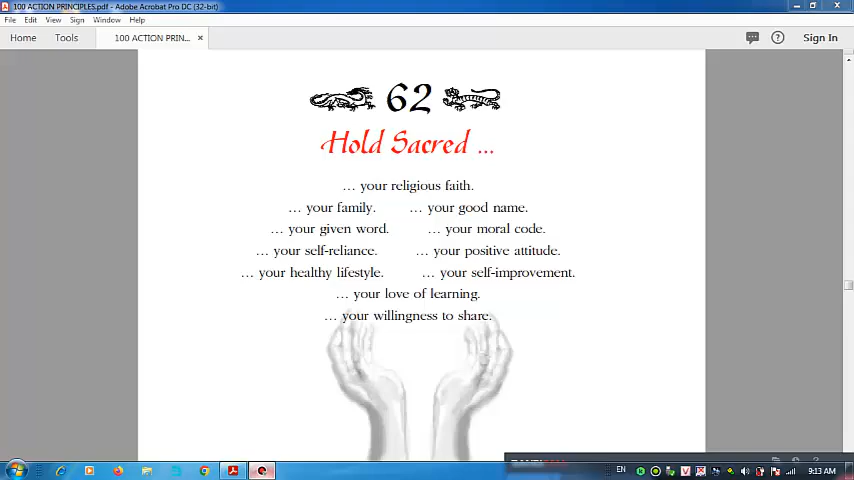 100 ACTION PRINCIPLES.pdf - Adobe Acrobat Pro DC (32-bit)
File Edit View Sign Window Help
Home Tools 100 ACTION PRIN... × Sign In
62
Hold Sacred ...
... your religious faith.
... your family. ... your good name.
... your given word. ... your moral code.
... your self-reliance. ... your positive attitude.
... your healthy lifestyle. ... your self-improvement.
... your love of learning.
... your willingness to share.
EN 9:13 AM